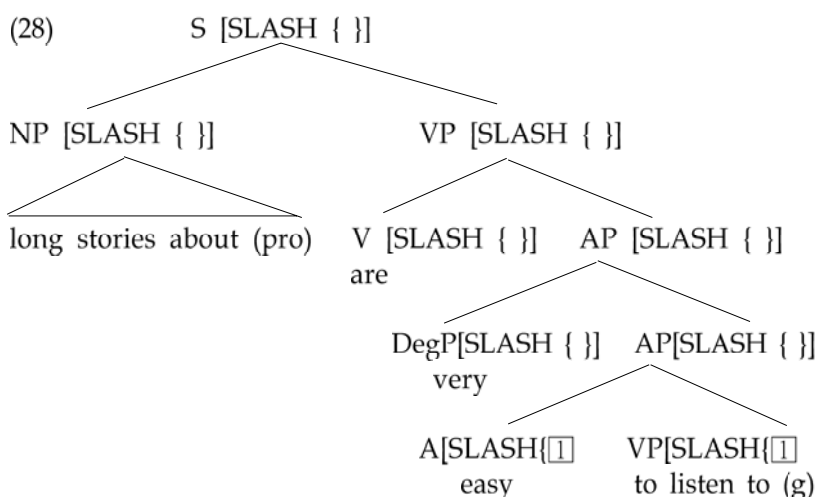 (28) S [SLASH { }]
NP [SLASH { }] VP [SLASH { }]
long stories about (pro) V [SLASH { }] AP [SLASH { }]
are
DegP[SLASH { }] AP[SLASH { }]
very
A[SLASH{1 VP[SLASH{1
easy to listen to (g)